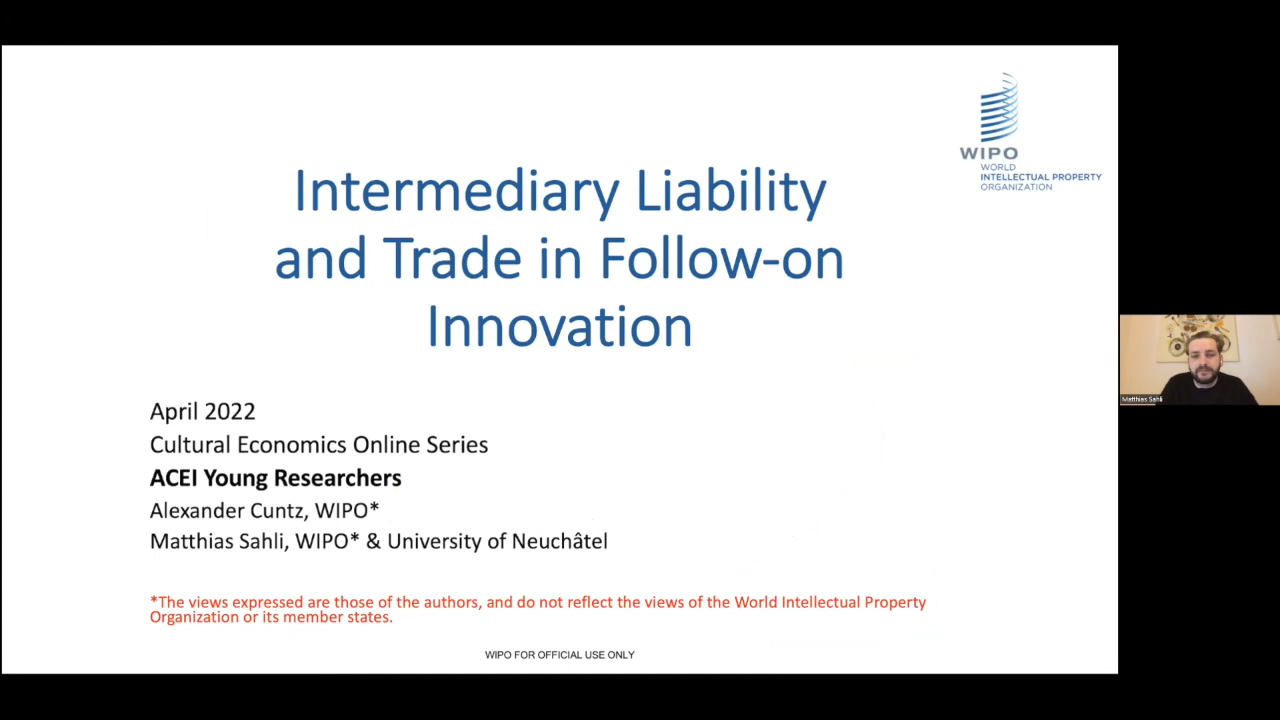 WIPO
WORLD
INTELLECTUAL PROPERTY
ORGANIZATION
Intermediary Liability
and Trade in Follow-on
Innovation
April 2022
Cultural Economics Online Series
ACEI Young Researchers
Alexander Cuntz, WIPO*
Matthias Sahli, WIPO* & University of Neuchâtel
*The views expressed are those of the authors, and do not reflect the views of the World Intellectual Property
Organization or its member states.
WIPO FOR OFFICIAL USE ONLY
Matthias Sahli